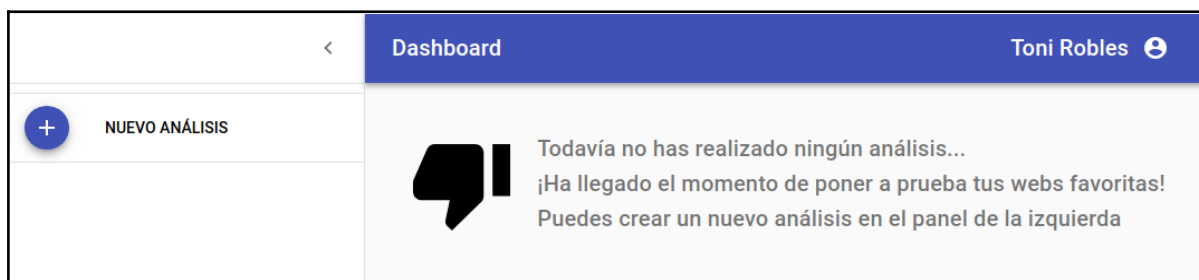 Dashboard
Toni Robles
NUEVO ANÁLISIS
Todavía no has realizado ningún análisis...
¡Ha llegado el momento de poner a prueba tus webs favoritas!
Puedes crear un nuevo análisis en el panel de la izquierda